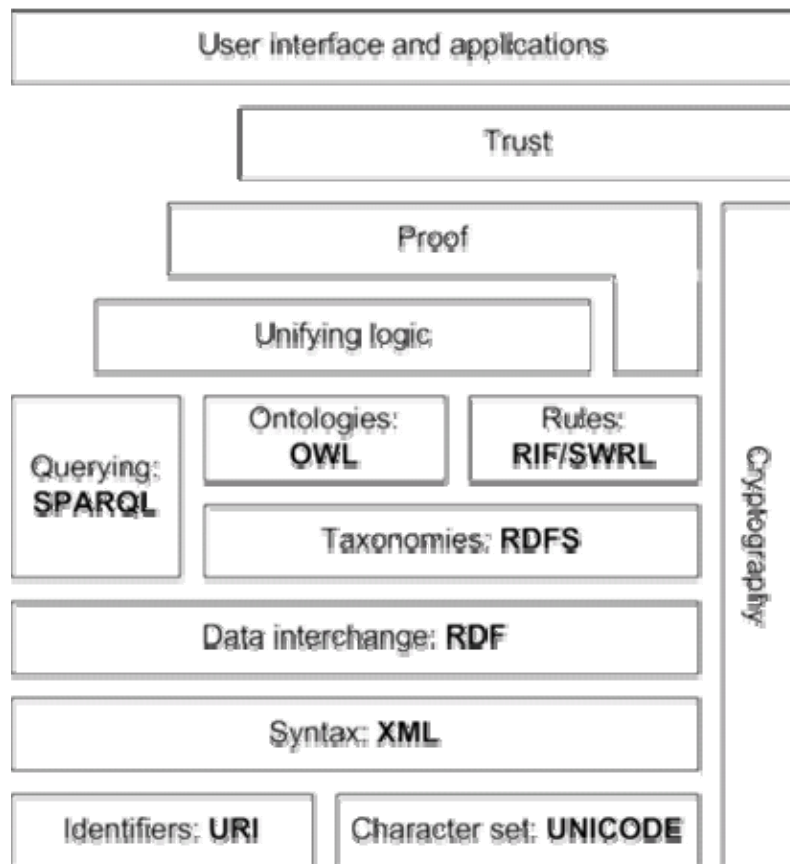 User interface and applications
Trust
Proof
Unifying logic
Querying:
SPARQL
Ontologies:
OWL
Rules:
RIF/SWRL
Taxonomies: RDFS
Cryptography
Data interchange: RDF
Syntax: XML
Identifiers: URI
Character set: UNICODE